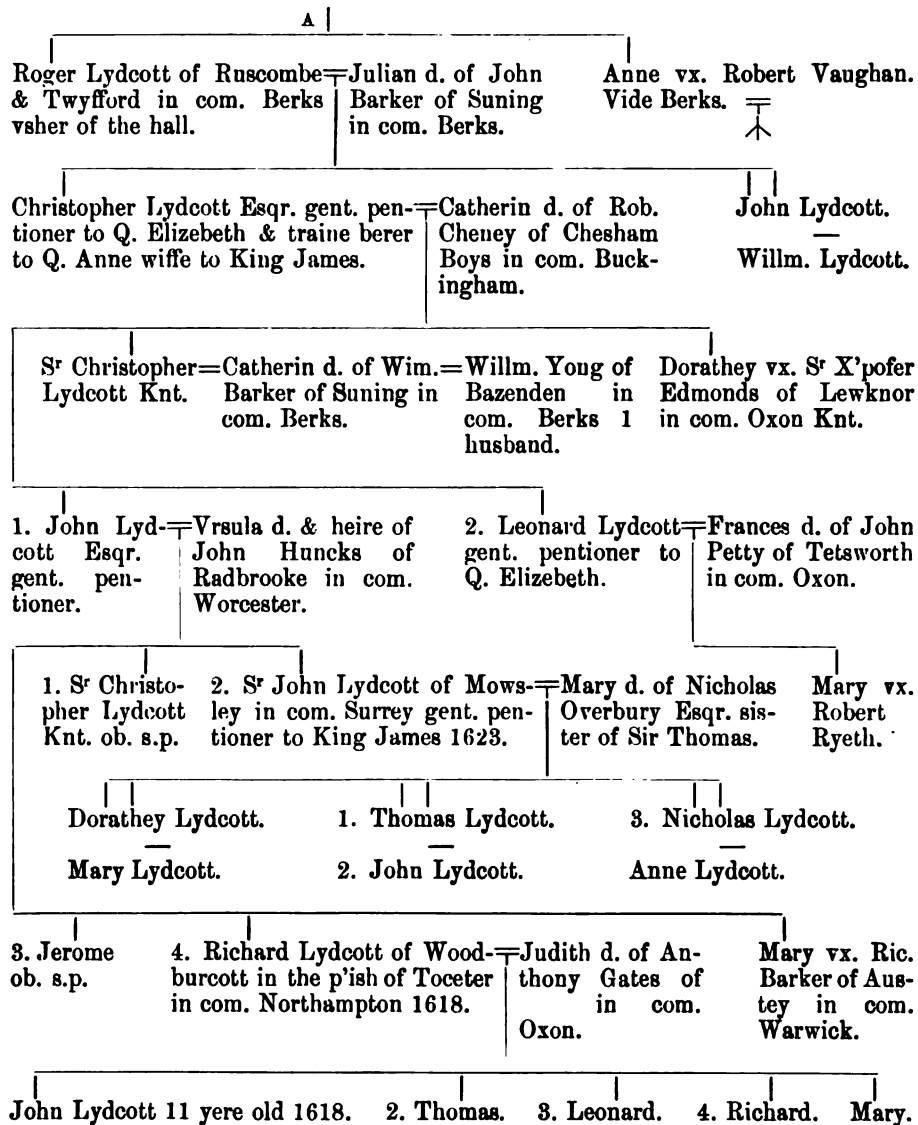 A
Roger Lydcott of Ruscombe
& Twyfford in com. Berks
vsher of the hall.
Julian d. of John
Barker of Suning
in com. Berks.
Anne vx. Robert Vaughan.
Vide Berks.
Christopher Lydcott Esqr. gent. pen-
tioner to Q. Elizebeth & traine berer
to Q. Anne wiffe to King James.
Catherin d. of Rob.
Cheney of Chesham
Boys in com. Buck-
ingham.
John Lydcott.
Willm. Lydcott.
Sr Christopher
Lydcott Knt.
Catherin d. of Wim.
Barker of Suning in
com. Berks.
Willm. Youg of
Bazenden in
com. Berks 1
husband.
Dorathey vx. Sr X'pofer
Edmonds of Lewknor
in com. Oxon Knt.
1. John Lyd-
cott Esqr.
gent. pen-
tioner.
Vrsula d. & heire of
John Huncks of
Radbrooke in com.
Worcester.
2. Leonard Lydcott
gent. pentioner to
Q. Elizebeth.
Frances d. of John
Petty of Tetsworth
in com. Oxon.
1. Sr Christo-
pher Lydcott
Knt. ob. s.p.
2. Sr John Lydcott of Mows-
ley in com. Surrey gent. pen-
tioner to King James 1623.
Mary d. of Nicholas
Overbury Esqr. sis-
ter of Sir Thomas.
Mary vx.
Robert
Ryeth.
Dorathey Lydcott.
Mary Lydcott.
1. Thomas Lydcott.
2. John Lydcott.
3. Nicholas Lydcott.
Anne Lydcott.
3. Jerome
ob. s.p.
4. Richard Lydcott of Wood-
burcott in the p'ish of Toceter
in com. Northampton 1618.
Judith d. of An-
thony Gates of
in com.
Oxon.
Mary vx. Ric.
Barker of Aus-
tey in com.
Warwick.
John Lydcott 11 yere old 1618. 2. Thomas. 3. Leonard. 4. Richard. Mary.